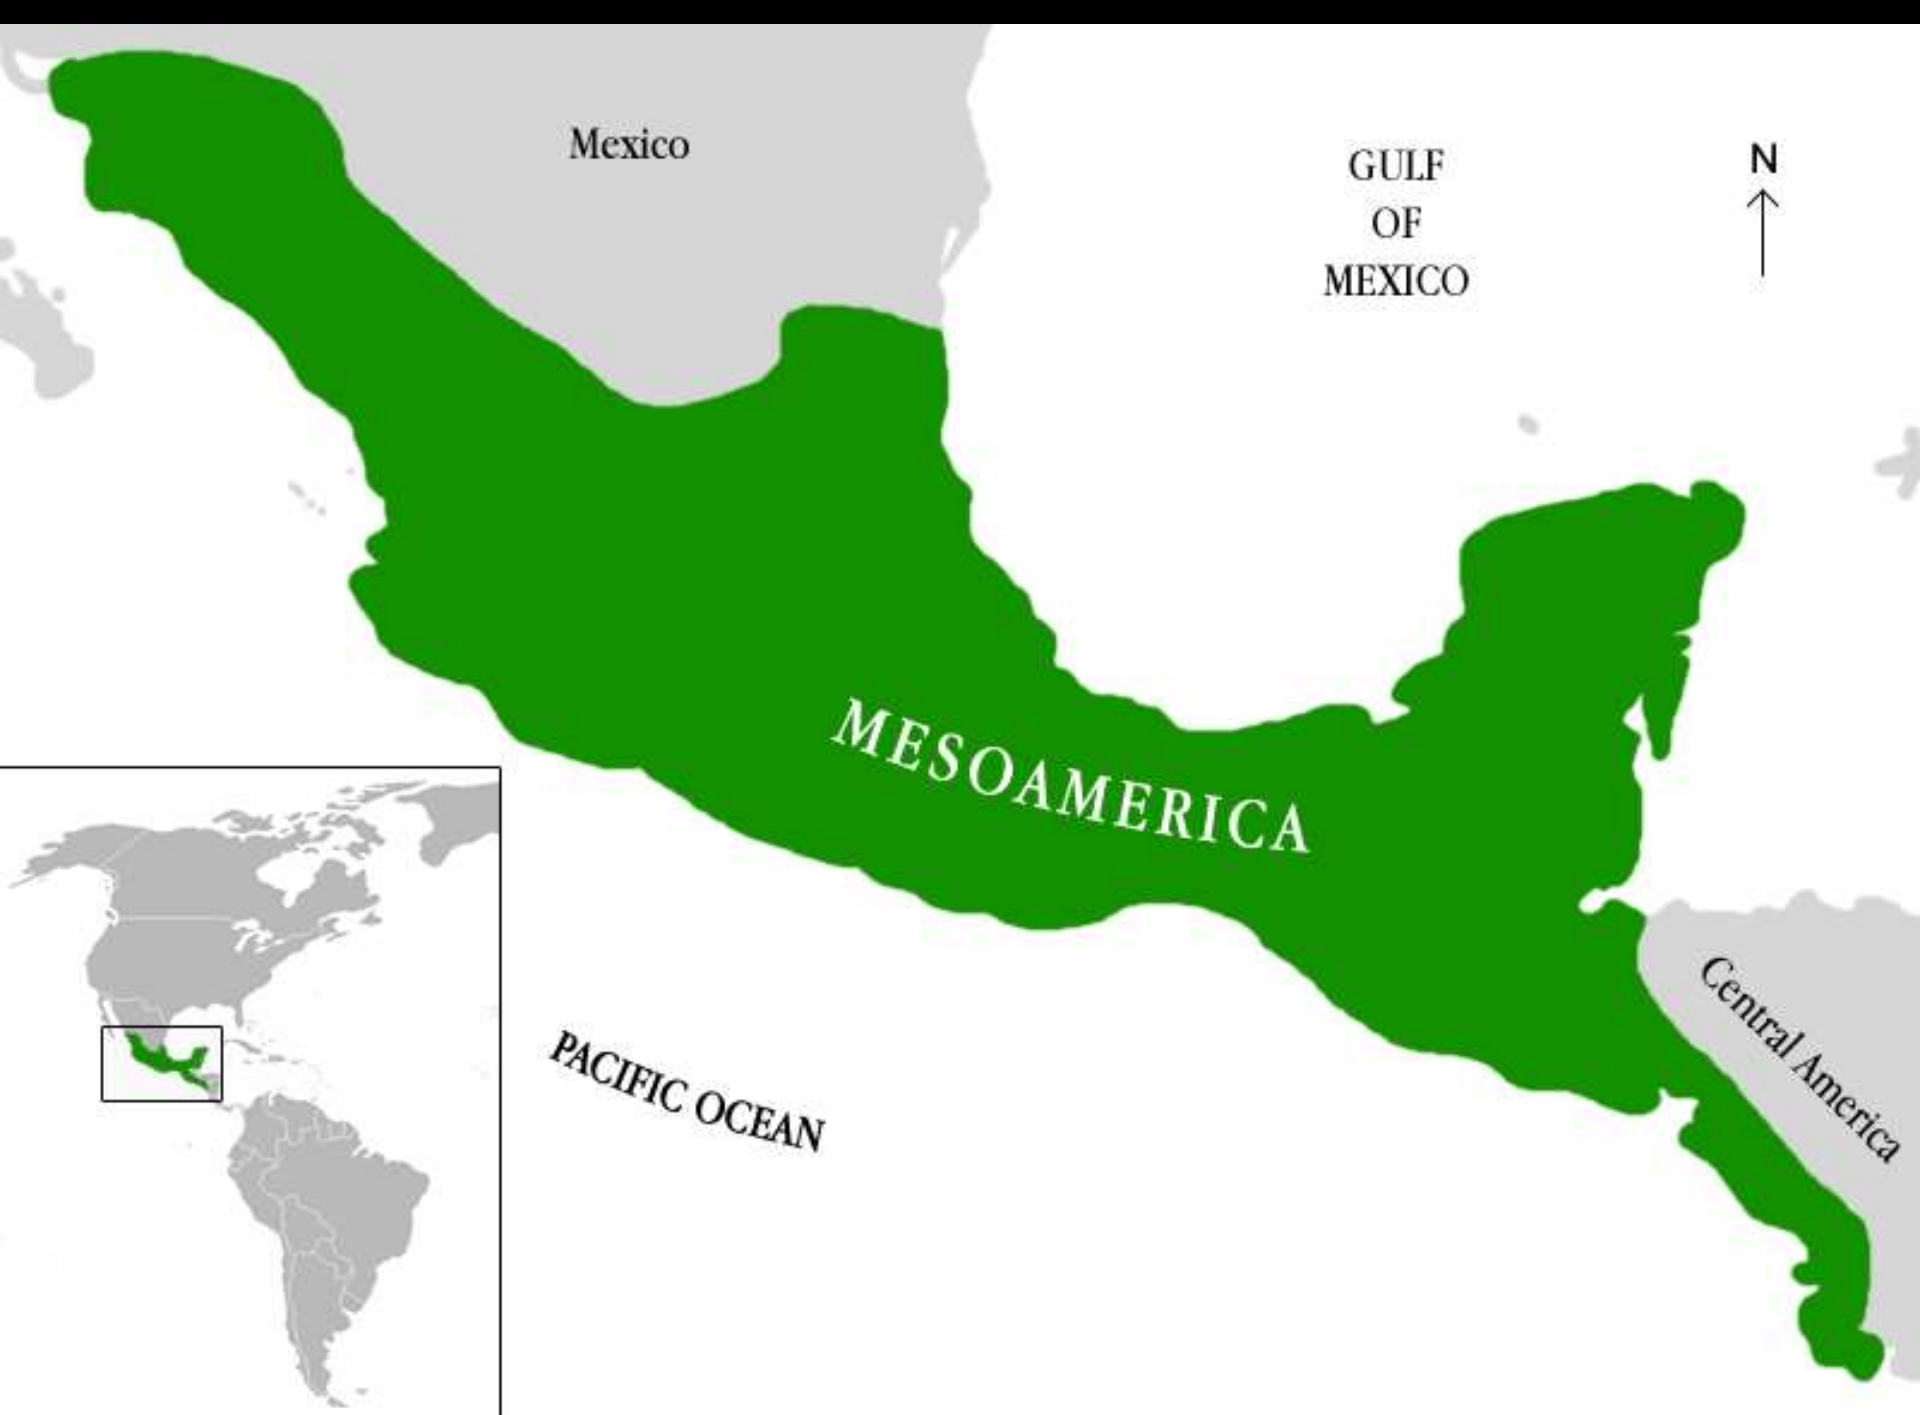 Mexico
GULF
OF
MEXICO
N
MESOAMERICA
Central America
PACIFIC OCEAN